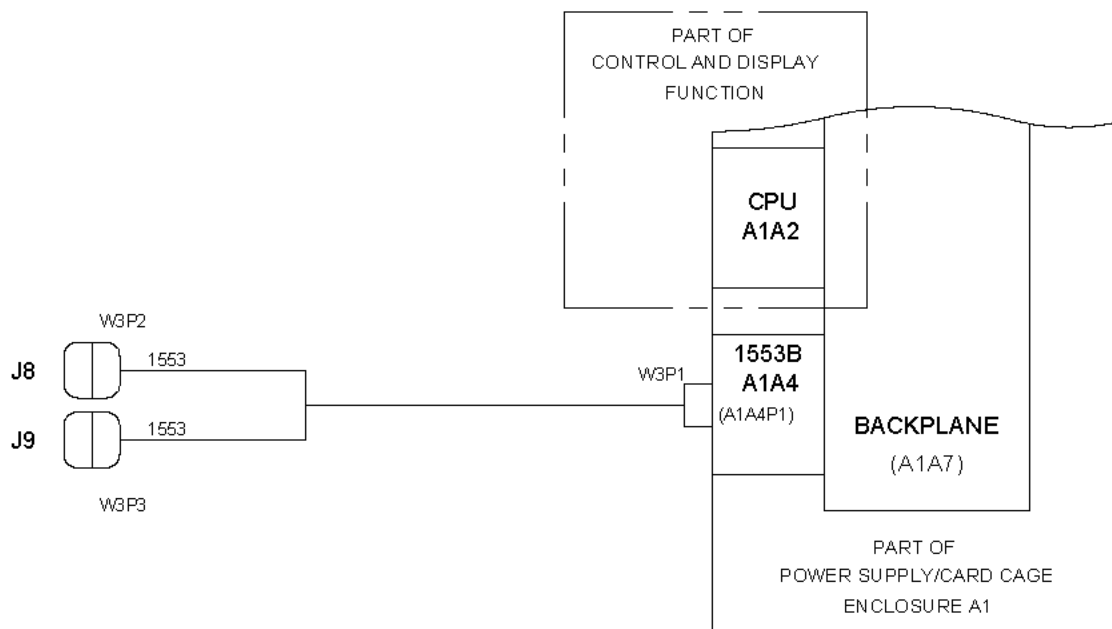 PART OF
CONTROL AND DISPLAY
FUNCTION
CPU
A1A2
W3P2
J8
1553
J9
1553
W3P3
W3P1
1553B
A1A4
(A1A4P1)
BACKPLANE
(A1A7)
PART OF
POWER SUPPLY/CARD CAGE
ENCLOSURE A1